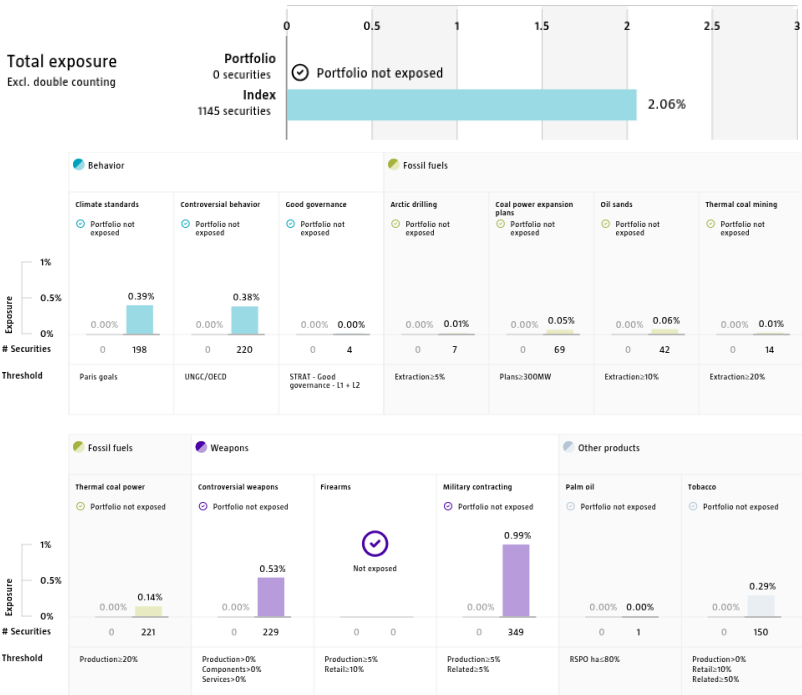 0 0.5 1 1.5 2 2.5 3
Total exposure
Excl. double counting
Portfolio
0 securities
Portfolio not exposed
Index
1145 securities
2.06%
Behavior Fossil fuels
Climate standards Controversial behavior Good governance Arctic drilling Coal power expansion plans Oil sands Thermal coal mining
Portfolio not exposed Portfolio not exposed Portfolio not exposed Portfolio not exposed Portfolio not exposed Portfolio not exposed Portfolio not exposed
Exposure
1%
0.5%
0%
0.00% 0.39% 0.00% 0.38% 0.00% 0.00% 0.00% 0.01% 0.00% 0.05% 0.00% 0.06% 0.00% 0.01%
# Securities 0 198 0 220 0 4 0 7 0 69 0 42 0 14
Threshold Paris goals UNGC/OECD STRAT - Good governance - L1 + L2 Extraction≥5% Plans≥300MW Extraction≥10% Extraction≥20%
Fossil fuels Weapons Other products
Thermal coal power Controversial weapons Firearms Military contracting Palm oil Tobacco
Portfolio not exposed Portfolio not exposed Portfolio not exposed Portfolio not exposed Portfolio not exposed
Not exposed
Exposure
1%
0.5%
0%
0.00% 0.14% 0.00% 0.53% 0.00% 0.99% 0.00% 0.00% 0.00% 0.29%
# Securities 0 221 0 229 0 0 0 349 0 1 0 150
Threshold Production≥20% Production>0% Production≥5% Production≥5% RSPO ha≤80% Production>0%
Components>0% Retail≥10% Related≥5% Retail≥10%
Services>0% Related≥50%